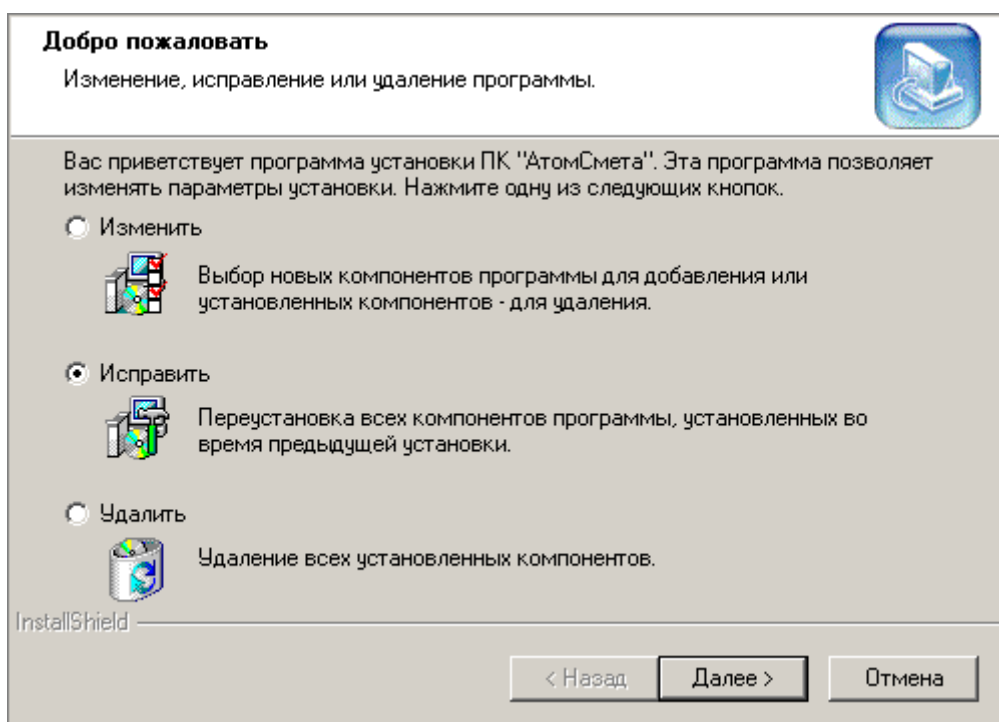 Добро пожаловать
Изменение, исправление или удаление программы.
Вас приветствует программа установки ПК "АтомСмета". Эта программа позволяет
изменять параметры установки. Нажмите одну из следующих кнопок.
Изменить
Выбор новых компонентов программы для добавления или
установленных компонентов - для удаления.
Исправить
Переустановка всех компонентов программы, установленных во
время предыдущей установки.
Удалить
Удаление всех установленных компонентов.
InstallShield
< Назад Далее > Отмена